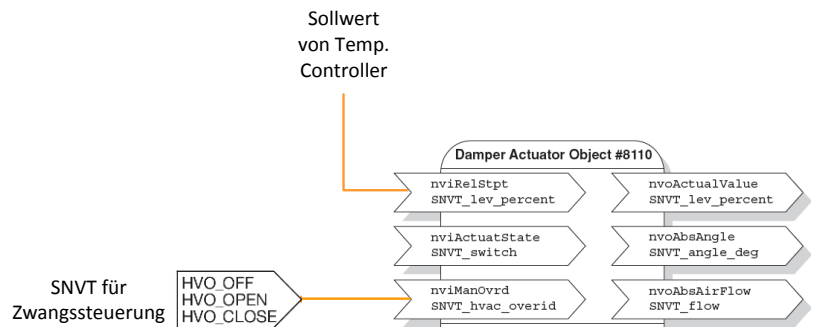 Sollwert
von Temp.
Controller
Damper Actuator Object #8110
nviRelStpt
SNVT_lev_percent
nvoActualValue
SNVT_lev_percent
nviActuatState
SNVT_switch
nvoAbsAngle
SNVT_angle_deg
SNVT für
Zwangssteuerung
HVO_OFF
HVO_OPEN
HVO_CLOSE
nviManOvrd
SNVT_hvac_overid
nvoAbsAirFlow
SNVT_flow